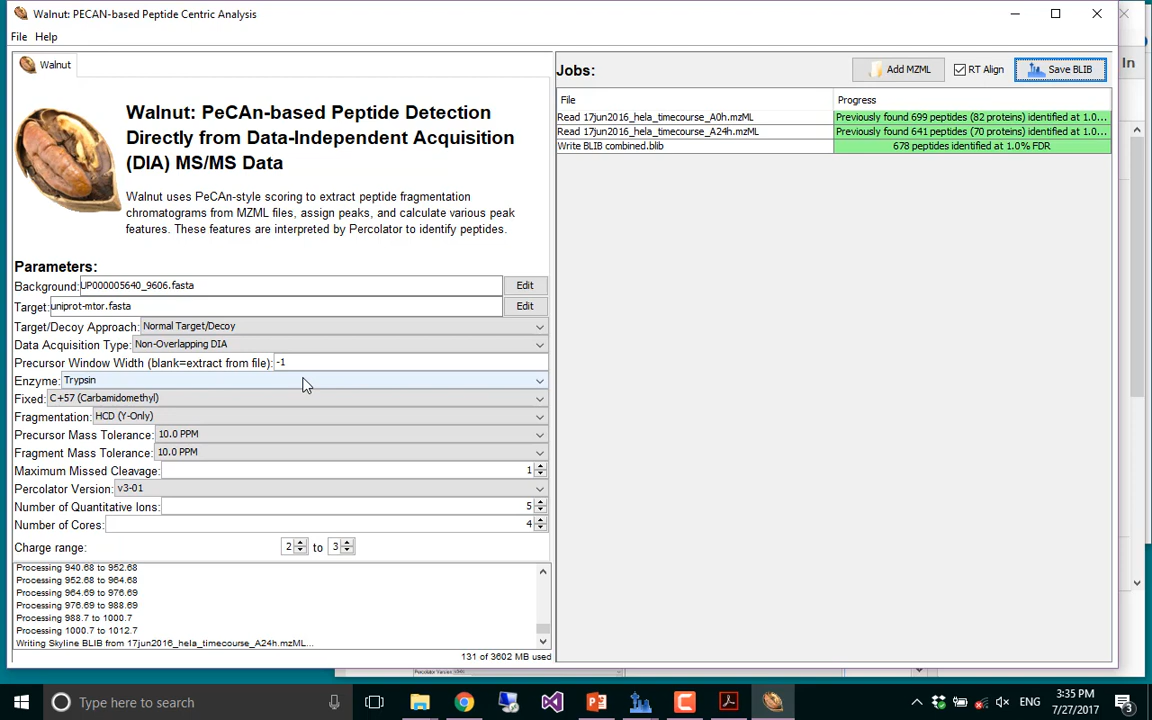 Walnut: PECAN-based Peptide Centric Analysis
File Help
Walnut
Walnut: PeCAn-based Peptide Detection
Directly from Data-Independent Acquisition
(DIA) MS/MS Data
Walnut uses PeCAn-style scoring to extract peptide fragmentation
chromatograms from MZML files, assign peaks, and calculate various peak
features. These features are interpreted by Percolator to identify peptides.
Parameters:
Background: UP000005640_9606.fasta Edit
Target: uniprot-mtor.fasta Edit
Target/Decoy Approach: Normal Target/Decoy
Data Acquisition Type: Non-Overlapping DIA
Precursor Window Width (blank=extract from file): -1
Enzyme: Trypsin
Fixed: C+57 (Carbamidomethyl)
Fragmentation: HCD (Y-Only)
Precursor Mass Tolerance: 10.0 PPM
Fragment Mass Tolerance: 10.0 PPM
Maximum Missed Cleavage: 1
Percolator Version: v3-01
Number of Quantitative Ions: 5
Number of Cores: 4
Charge range: 2 to 3
Processing 940.68 to 952.68
Processing 952.68 to 964.68
Processing 964.69 to 976.69
Processing 976.69 to 988.69
Processing 988.7 to 1000.7
Processing 1000.7 to 1012.7
Writing Skyline BLIB from 17jun2016_hela_timecourse_A24h.mzML...
131 of 3602 MB used
Jobs: Add MZML RT Align Save BLIB
File Progress
Read 17jun2016_hela_timecourse_A0h.mzML Previously found 699 peptides (82 proteins) identified at 1.0...
Read 17jun2016_hela_timecourse_A24h.mzML Previously found 641 peptides (70 proteins) identified at 1.0...
Write BLIB combined.blib 678 peptides identified at 1.0% FDR
In
Type here to search
ENG
3:35 PM
7/27/2017
3